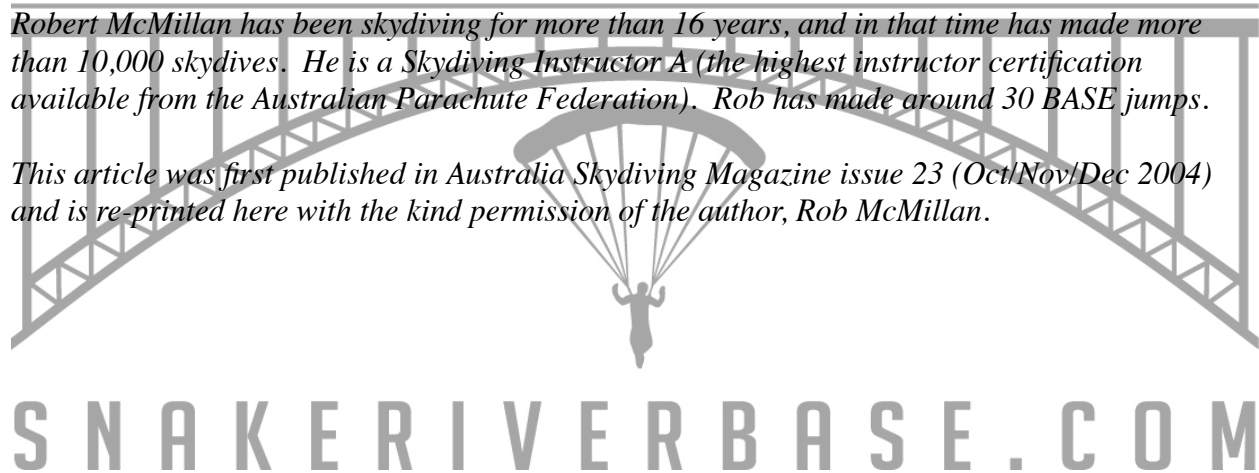 Robert McMillan has been skydiving for more than 16 years, and in that time has made more
than 10,000 skydives.  He is a Skydiving Instructor A (the highest instructor certification
available from the Australian Parachute Federation).  Rob has made around 30 BASE jumps.
This article was first published in Australia Skydiving Magazine issue 23 (Oct/Nov/Dec 2004)
and is re-printed here with the kind permission of the author, Rob McMillan.
SNAKERIVERBASE.COM